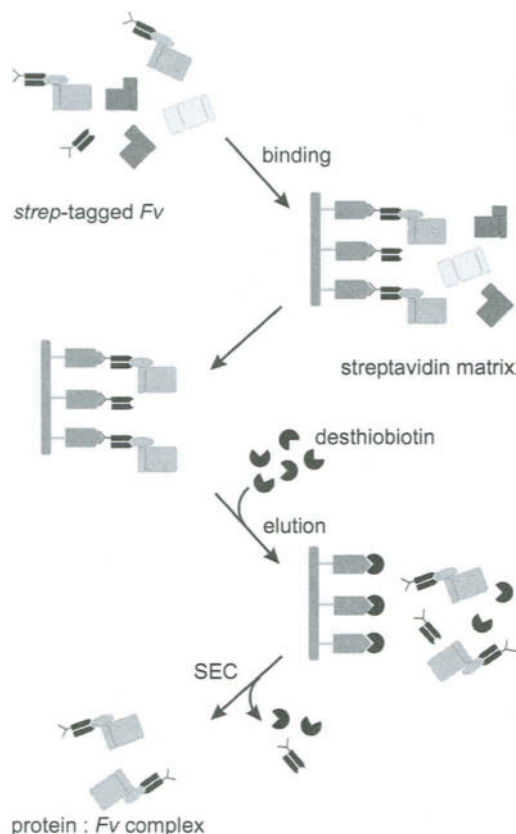 binding
strep-tagged Fv
streptavidin matrix
desthiobiotin
elution
SEC
protein : Fv complex